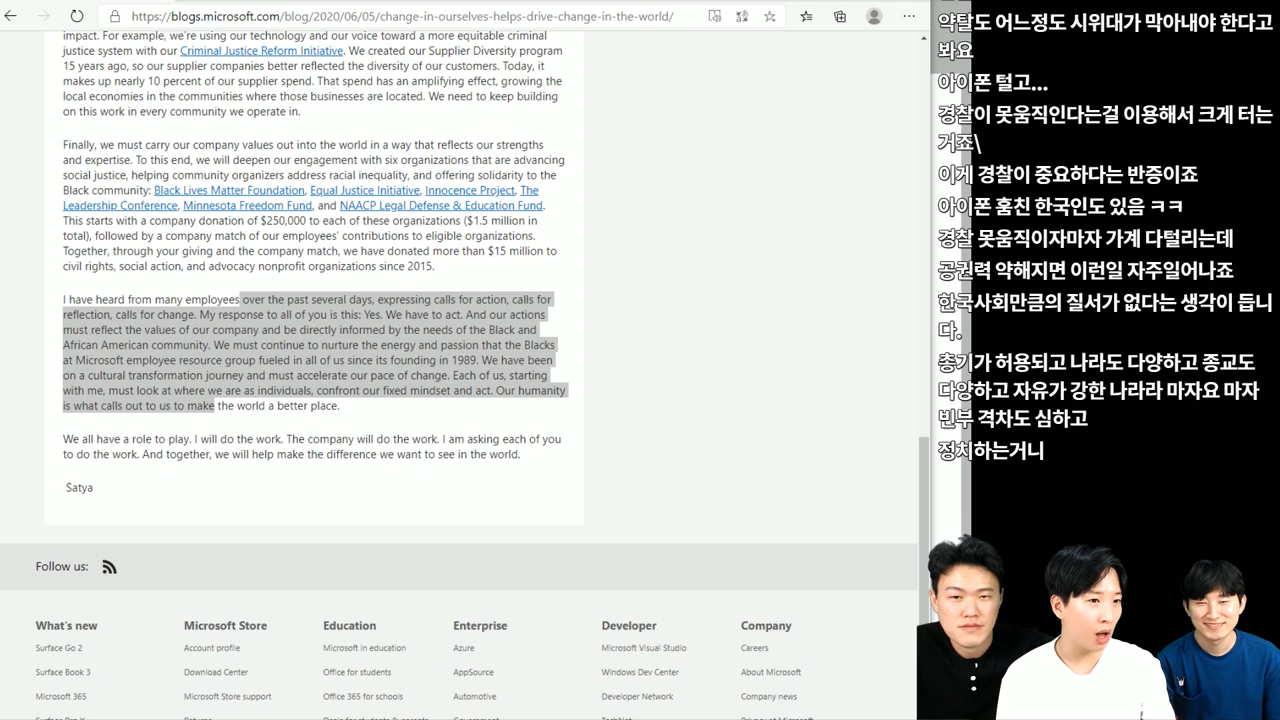 https://blogs.microsoft.com/blog/2020/06/05/change-in-ourselves-helps-drive-change-in-the-world/
impact. For example, we're using our technology and our voice toward a more equitable criminal
justice system with our Criminal Justice Reform Initiative. We created our Supplier Diversity program
15 years ago, so our supplier companies better reflected the diversity of our customers. Today, it
makes up nearly 10 percent of our supplier spend. That spend has an amplifying effect, growing the
local economies in the communities where those businesses are located. We need to keep building
on this work in every community we operate in.
Finally, we must carry our company values out into the world in a way that reflects our strengths
and expertise. To this end, we will deepen our engagement with six organizations that are advancing
social justice, helping community organizers address racial inequality, and offering solidarity to the
Black community: Black Lives Matter Foundation, Equal Justice Initiative, Innocence Project, The
Leadership Conference, Minnesota Freedom Fund, and NAACP Legal Defense & Education Fund.
This starts with a company donation of $250,000 to each of these organizations ($1.5 million in
total), followed by a company match of our employees' contributions to eligible organizations.
Together, through your giving and the company match, we have donated more than $15 million to
civil rights, social action, and advocacy nonprofit organizations since 2015.
I have heard from many employees over the past several days, expressing calls for action, calls for
reflection, calls for change. My response to all of you is this: Yes. We have to act. And our actions
must reflect the values of our company and be directly informed by the needs of the Black and
African American community. We must continue to nurture the energy and passion that the Blacks
at Microsoft employee resource group fueled in all of us since its founding in 1989. We have been
on a cultural transformation journey and must accelerate our pace of change. Each of us, starting
with me, must look at where we are as individuals, confront our fixed mindset and act. Our humanity
is what calls out to us to make the world a better place.
We all have a role to play. I will do the work. The company will do the work. I am asking each of you
to do the work. And together, we will help make the difference we want to see in the world.
Satya
Follow us:
What's new Microsoft Store Education Enterprise Developer Company
Surface Go 2 Account profile Microsoft in education Azure Microsoft Visual Studio Careers
Surface Book 3 Download Center Office for students AppSource Windows Dev Center About Microsoft
Microsoft 365 Microsoft Store support Office 365 for schools Automotive Developer Network Company news
약탈도 어느정도 시위대가 막아내야 한다고
봐요
아이폰 털고...
경찰이 못움직인다는걸 이용해서 크게 터는
거죠\
이게 경찰이 중요하다는 반증이죠
아이폰 훔친 한국인도 있음 ㅋㅋ
경찰 못움직이자마자 가계 다털리는데
공권력 약해지면 이런일 자주일어나죠
한국사회만큼의 질서가 없다는 생각이 듭니
다.
총기가 허용되고 나라도 다양하고 종교도
다양하고 자유가 강한 나라라 마자요 마자
빈부 격차도 심하고
정치하는거니